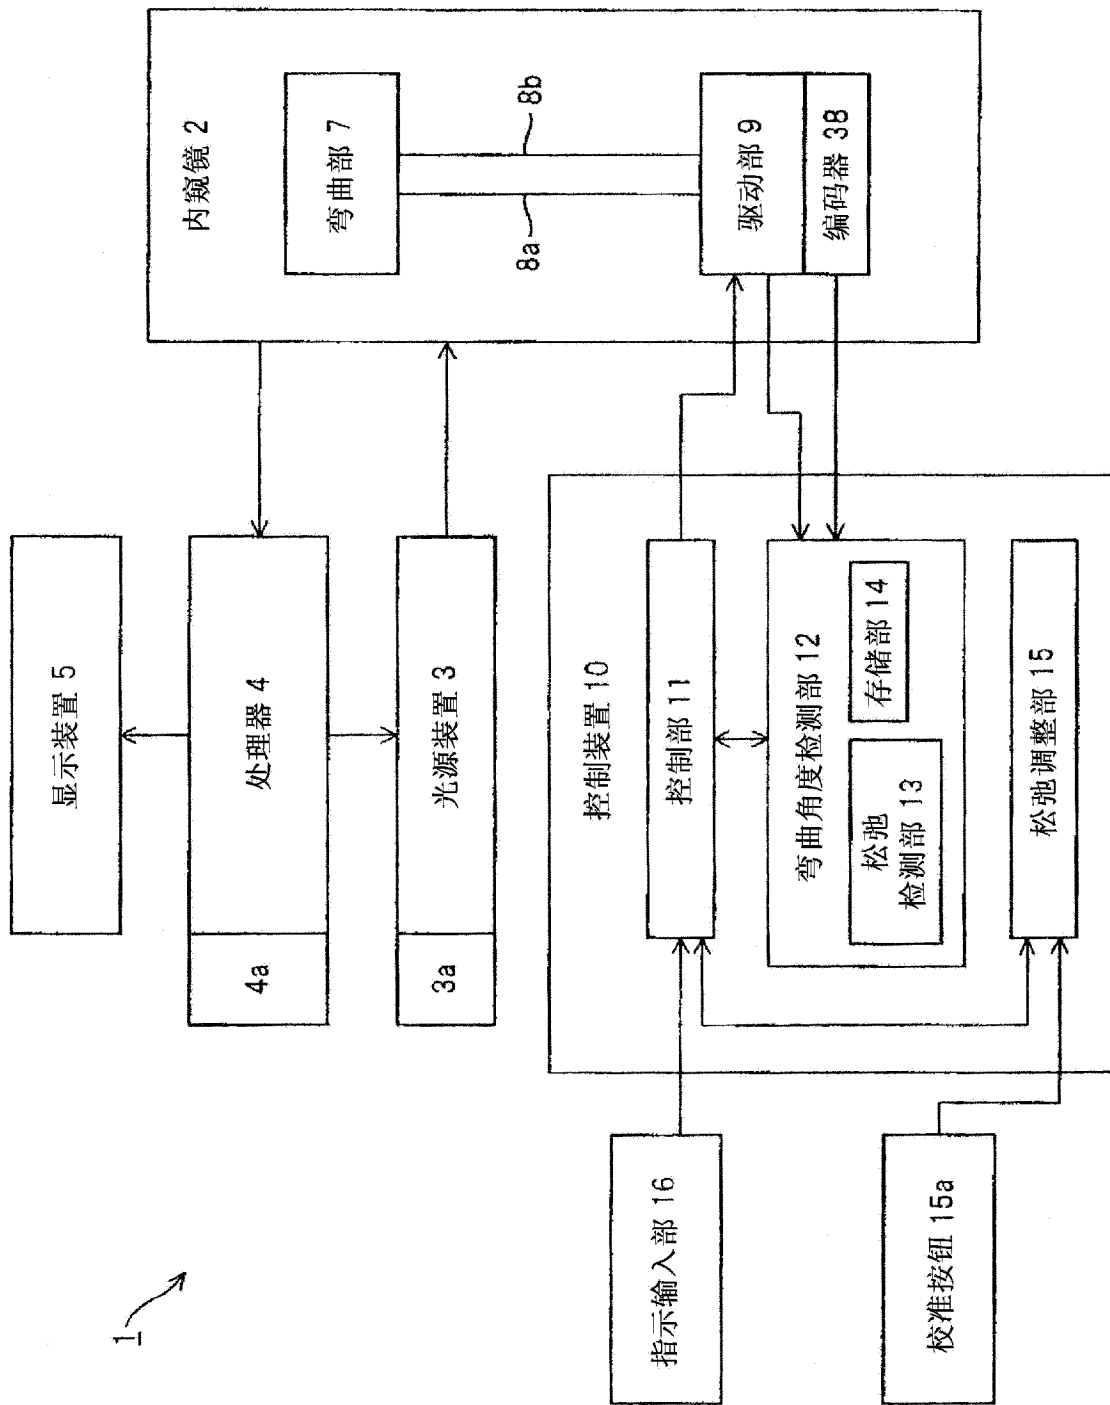 1
显示装置 5
处理器 4
4a
光源装置 3
3a
内窥镜 2
弯曲部 7
8a
8b
驱动部 9
编码器 38
控制装置 10
控制部 11
弯曲角度检测部 12
松弛
检测部 13
存储部 14
松弛调整部 15
指示输入部 16
校准按钮 15a